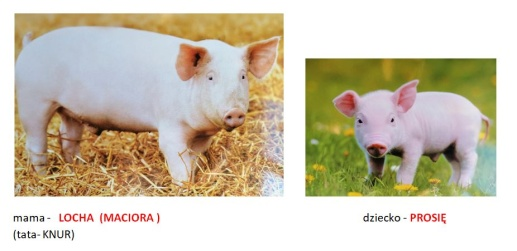 mama - LOCHA (MACIORA )
(tata- KNUR)
dziecko - PROSIĘ